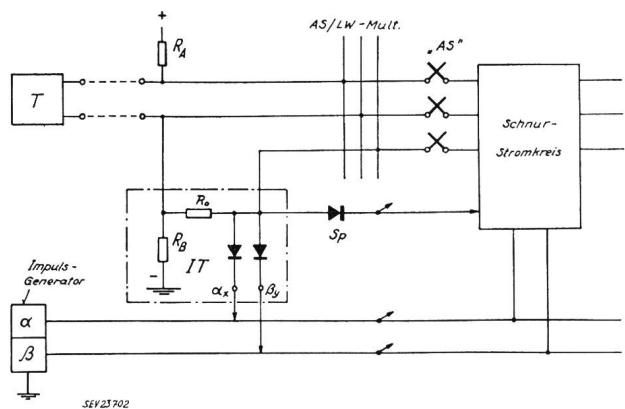 +
R_A
AS/LW-Mult.
„AS"
T
Schnur-
Stromkreis
R_o
Sp
R_B
IT
−
α_x
β_y
Impuls-
Generator
α
β
SEV23702